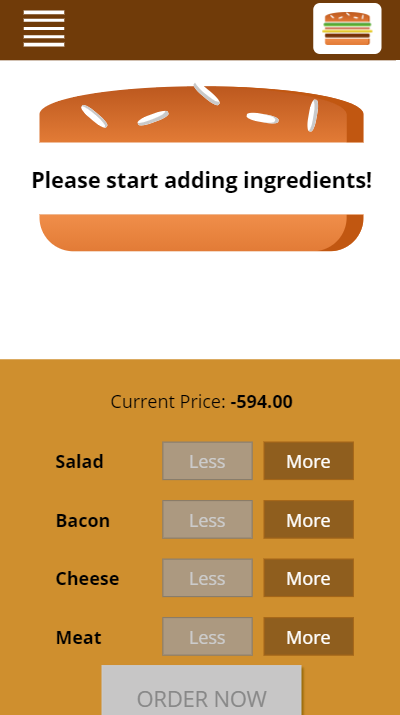 Please start adding ingredients!
Current Price: -594.00
Salad Less More
Bacon Less More
Cheese Less More
Meat Less More
ORDER NOW